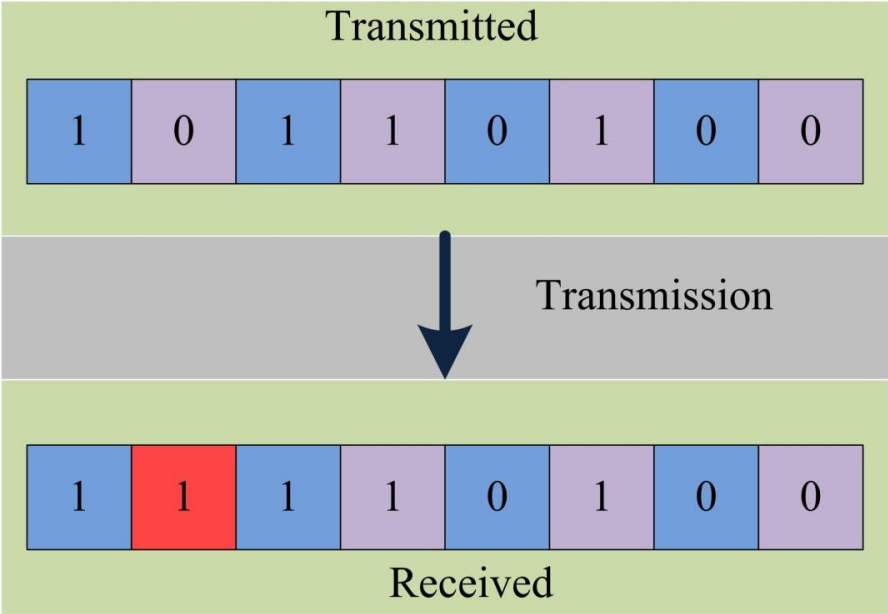 Transmitted
1 0 1 1 0 1 0 0
Transmission
1 1 1 1 0 1 0 0
Received